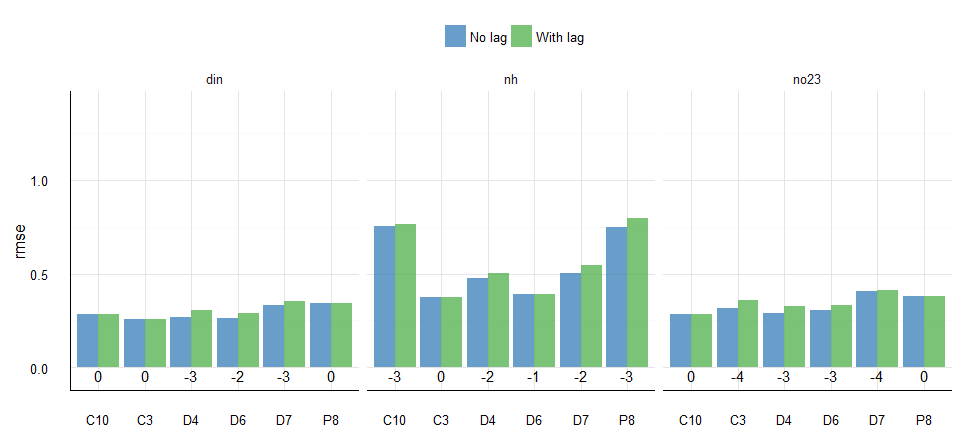 No lag With lag
din nh no23
rmse
1.0
0.5
0.0
0 0 -3 -2 -3 0 -3 0 -2 -1 -2 -3 0 -4 -3 -3 -4 0
C10 C3 D4 D6 D7 P8 C10 C3 D4 D6 D7 P8 C10 C3 D4 D6 D7 P8